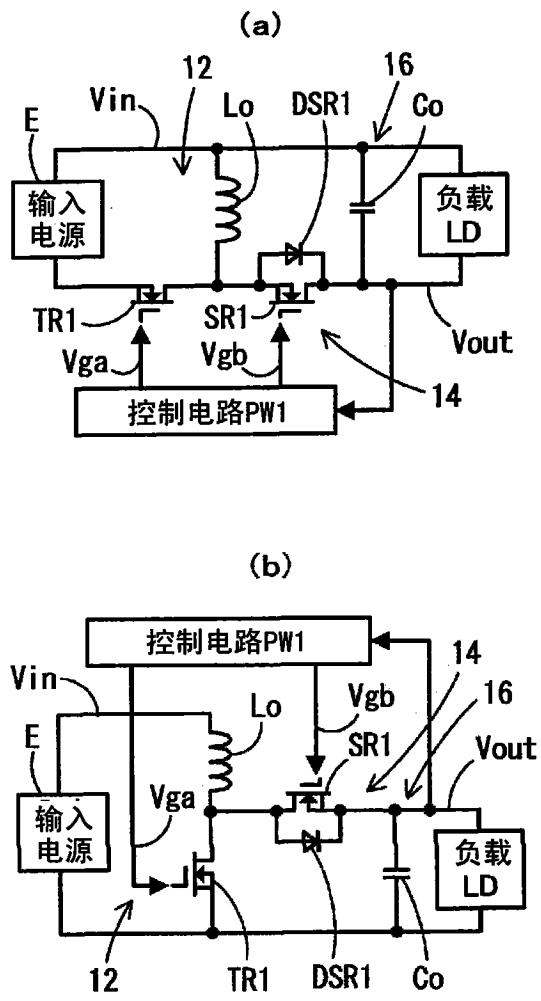 (a)
12
16
Vin
Lo
DSR1
Co
E
输入
电源
负载
LD
TR1
SR1
Vout
Vga
Vgb
14
控制电路PW1
(b)
控制电路PW1
14
Vin
Lo
Vgb
16
E
SR1
Vout
Vga
输入
电源
负载
LD
12
TR1
DSR1
Co